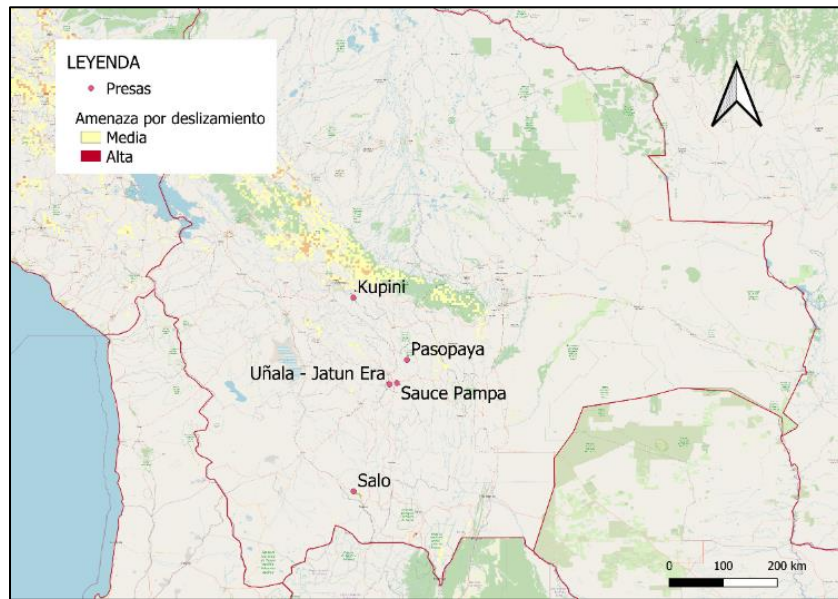 LEYENDA
Presas
Amenaza por deslizamiento
Media
Alta
Kupini
Pasopaya
Uñala - Jatun Era
Sauce Pampa
Salo
0 100 200 km